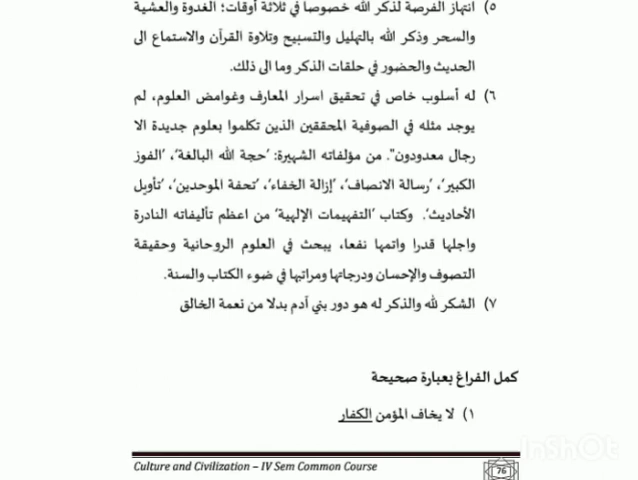 ٥) انتهاز الفرصة لذكر الله خصوصا في ثلاثة أوقات؛ الغدوة والعشية
والسحر وذكر الله بالتهليل والتسبيح وتلاوة القرآن والاستماع الى
الحديث والحضور في حلقات الذكر وما الى ذلك.
٦) له أسلوب خاص في تحقيق اسرار المعارف وغوامض العلوم، لم
يوجد مثله في الصوفية المحققين الذين تكلموا بعلوم جديدة الا
رجال معدودون". من مؤلفاته الشهيرة: 'حجة الله البالغة'، 'الفوز
الكبير'، 'رسالة الانصاف'، 'إزالة الخفاء'، 'تحفة الموحدين'، 'تأويل
الأحاديث'. وكتاب 'التفهيمات الإلهية' من اعظم تأليفاته النادرة
واجلها قدرا واتمها نفعا، يبحث في العلوم الروحانية وحقيقة
التصوف والإحسان ودرجاتها ومراتبها في ضوء الكتاب والسنة.
٧) الشكر لله والذكر له هو دور بني آدم بدلا من نعمة الخالق
كمل الفراغ بعبارة صحيحة
١) لا يخاف المؤمن الكفار
Culture and Civilization – IV Sem Common Course
76
InShOt